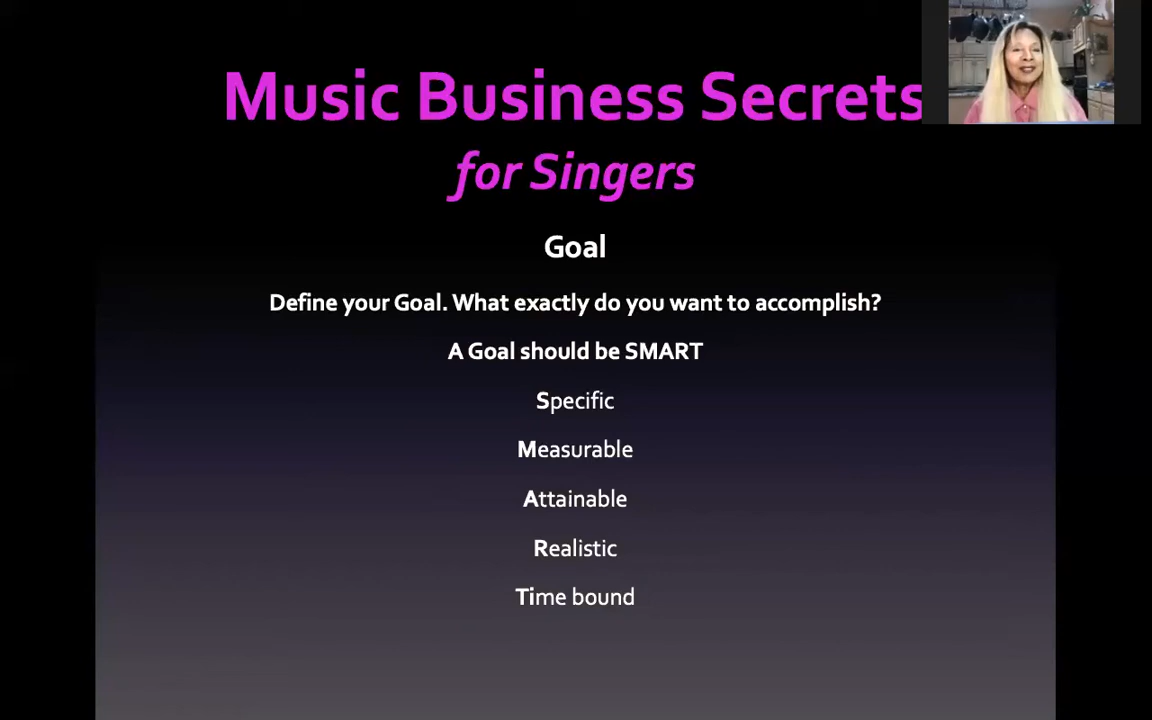 Music Business Secrets
for Singers
Goal
Define your Goal. What exactly do you want to accomplish?
A Goal should be SMART
Specific
Measurable
Attainable
Realistic
Time bound